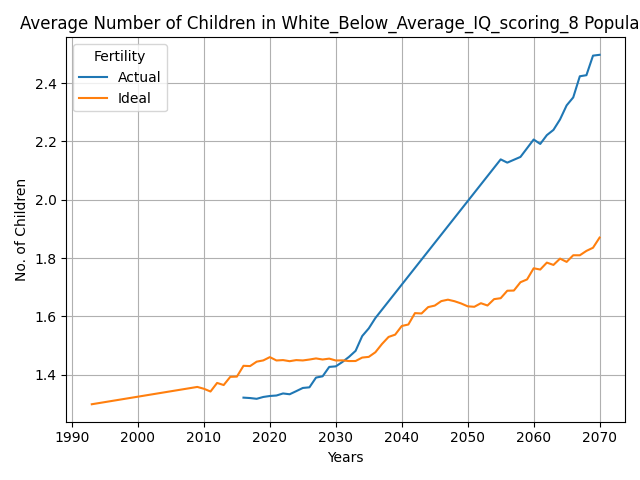 Average Number of Children in White_Below_Average_IQ_scoring_8 Popula
Fertility
Actual
Ideal
2.4
2.2
2.0
1.8
1.6
1.4
No. of Children
1990 2000 2010 2020 2030 2040 2050 2060 2070
Years